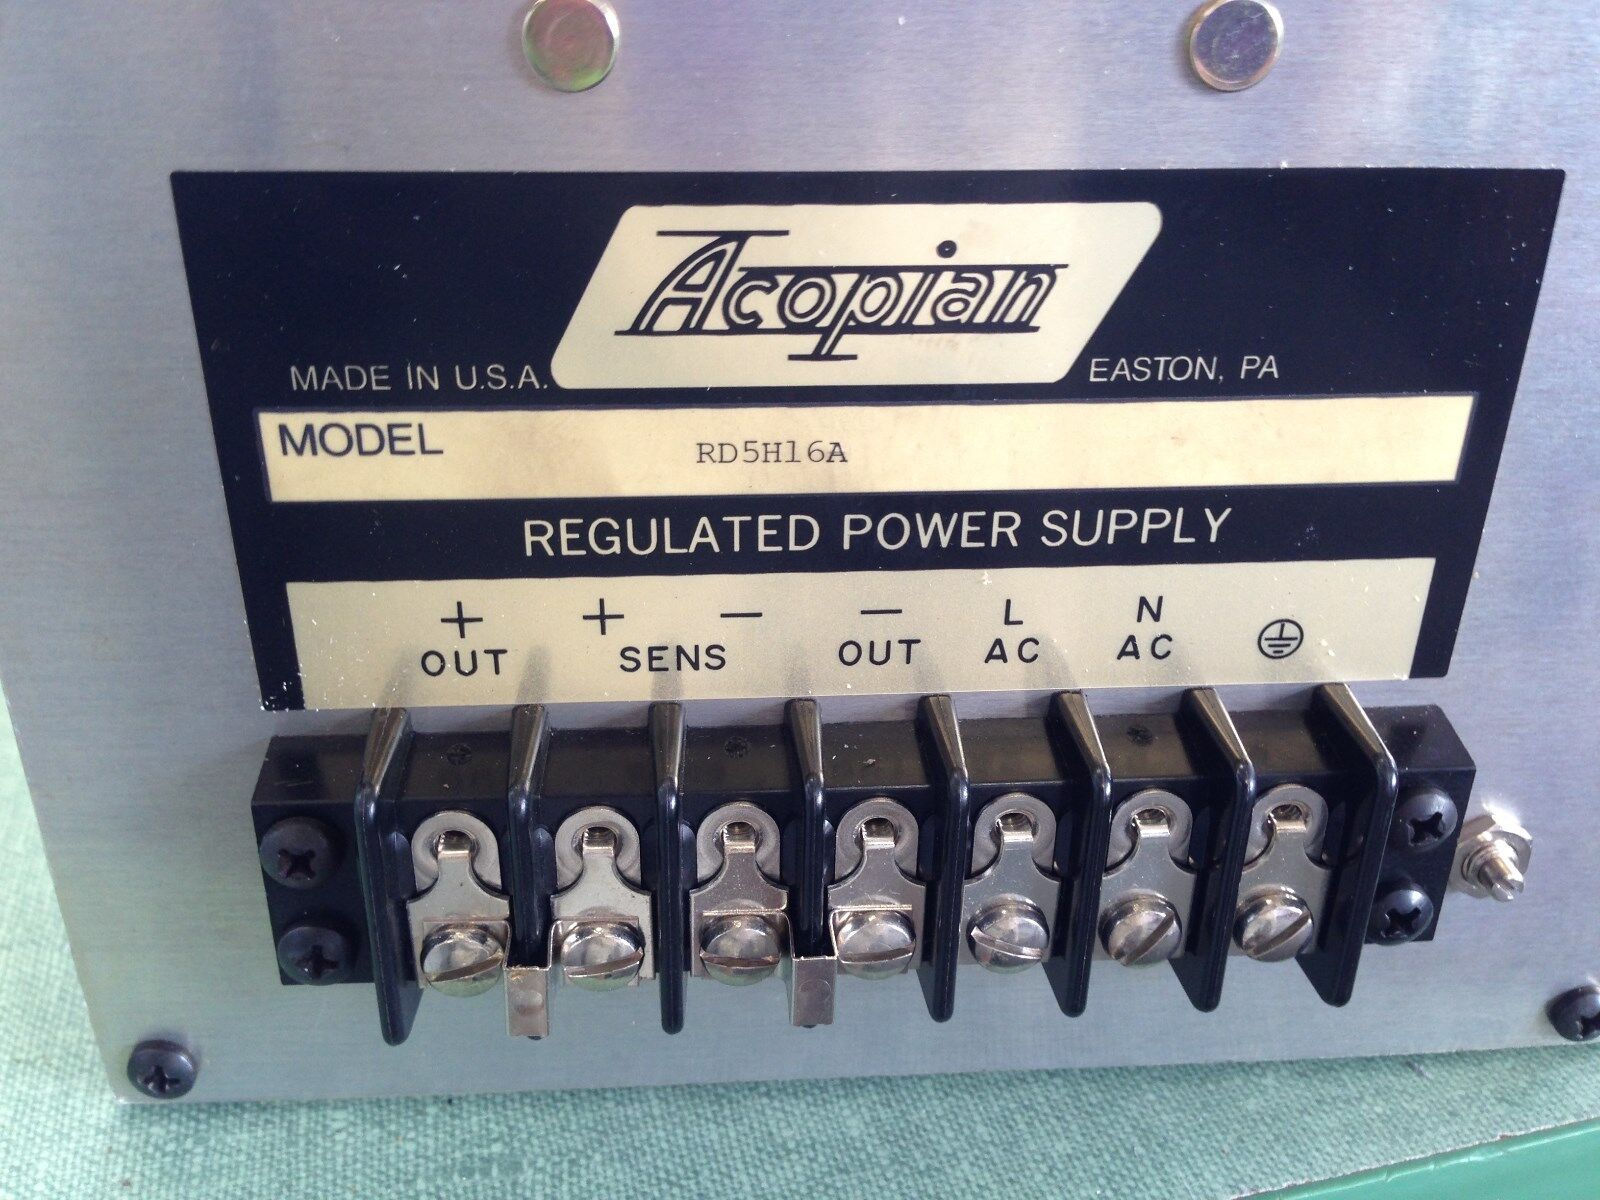 Acopian
MADE IN U.S.A.
EASTON, PA
MODEL RD5H16A
REGULATED POWER SUPPLY
+ + — — L N
OUT SENS OUT AC AC